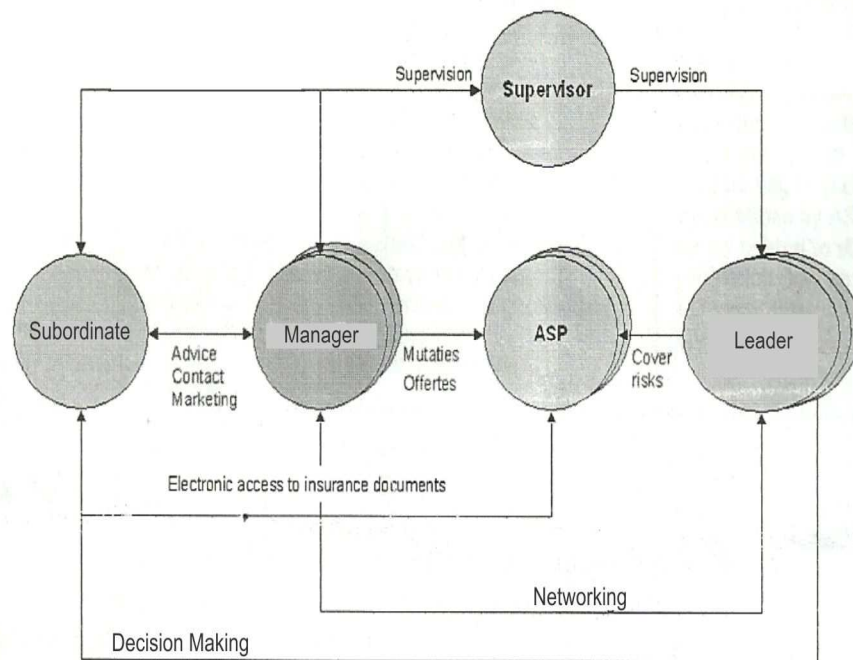 Supervision
Supervisor
Supervision
Subordinate
Manager
ASP
Leader
Advice
Contact
Marketing
Mutaties
Offertes
Cover
risks
Electronic access to insurance documents
Networking
Decision Making